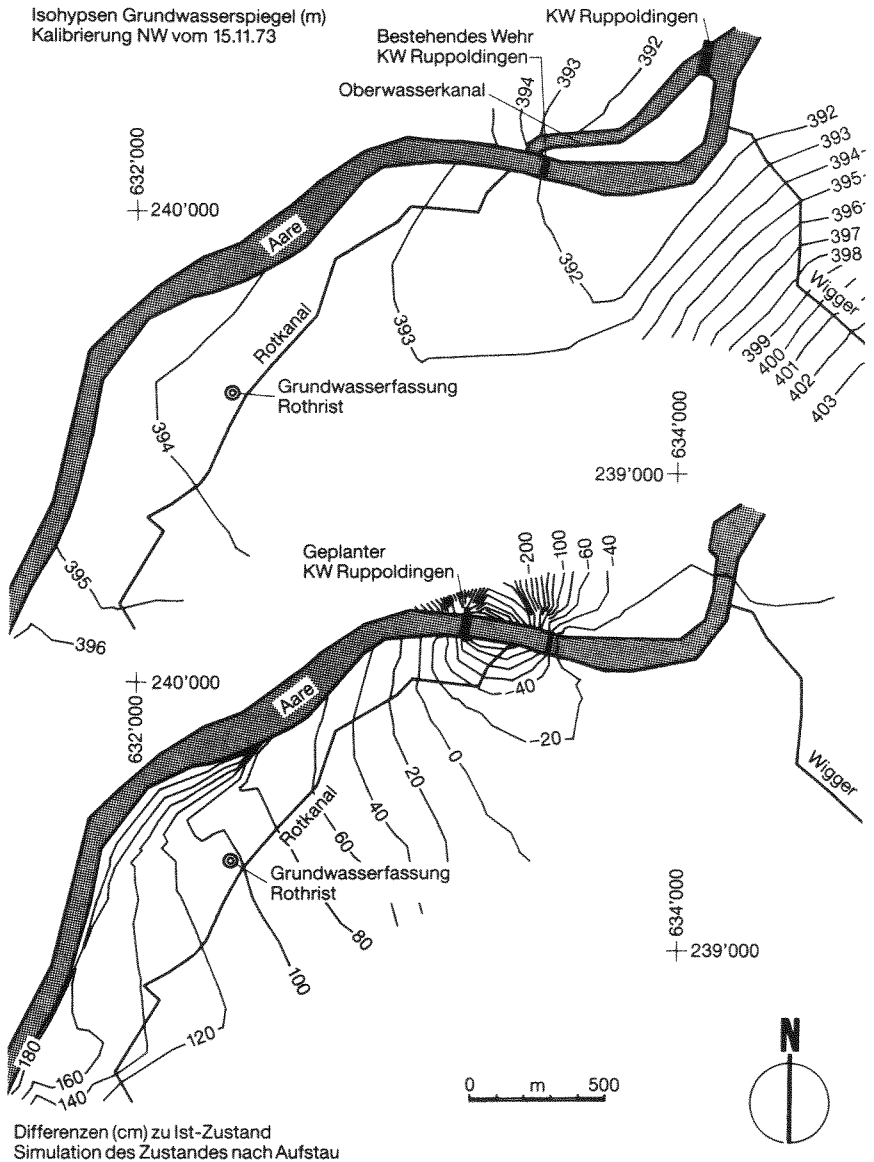 Isohypsen Grundwasserspiegel (m)
Kalibrierung NW vom 15.11.73
KW Ruppoldingen
Bestehendes Wehr
KW Ruppoldingen
Oberwasserkanal
394
393
392
632'000
240'000
392
393
394
395
396
397
398
Wigger
399
400
401
402
403
Aare
Rotkanal
392
393
Grundwasserfassung
Rothrist
394
634'000
239'000
395
396
Geplanter
KW Ruppoldingen
-200
-100
-60
-40
240'000
632'000
Aare
-40
-20
0
20
40
60
80
100
120
Rotkanal
Wigger
Grundwasserfassung
Rothrist
634'000
239'000
180
160
140
0 m 500
N
Differenzen (cm) zu Ist-Zustand
Simulation des Zustandes nach Aufstau